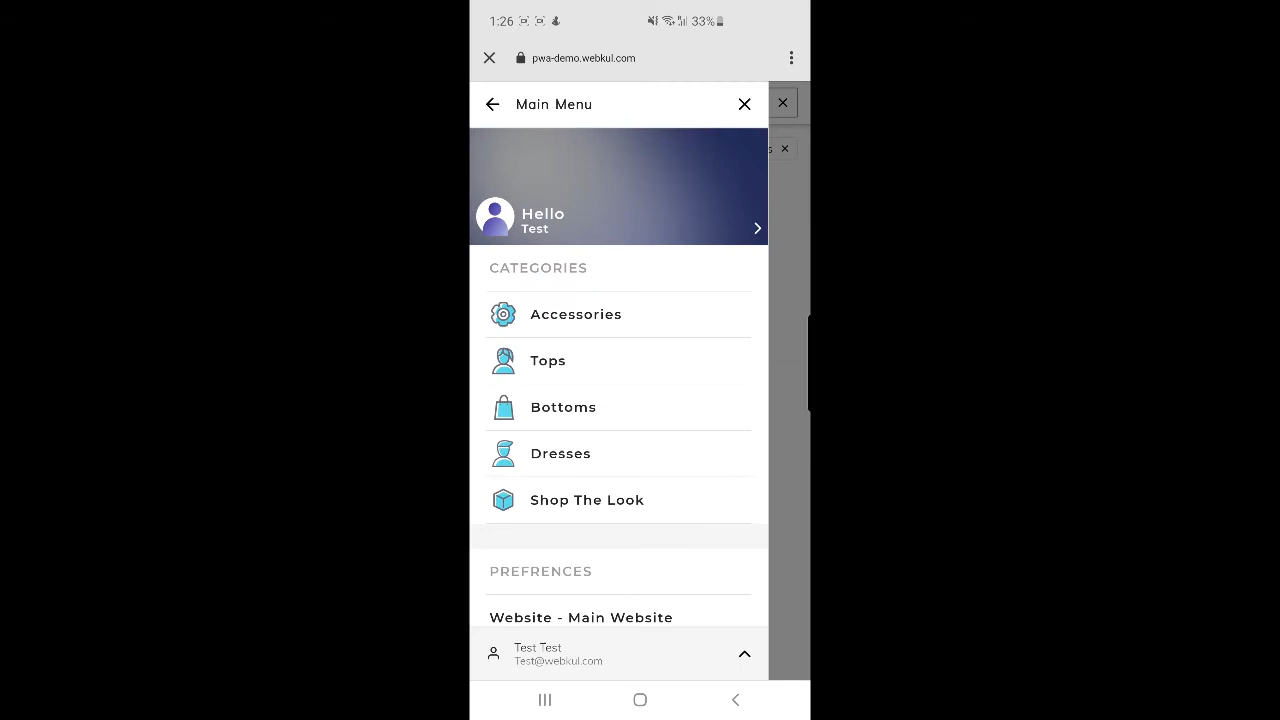 1:26 33%
pwa-demo.webkul.com
Main Menu
s
Hello
Test
CATEGORIES
Accessories
Tops
Bottoms
Dresses
Shop The Look
PREFRENCES
Website - Main Website
Test Test
Test@webkul.com